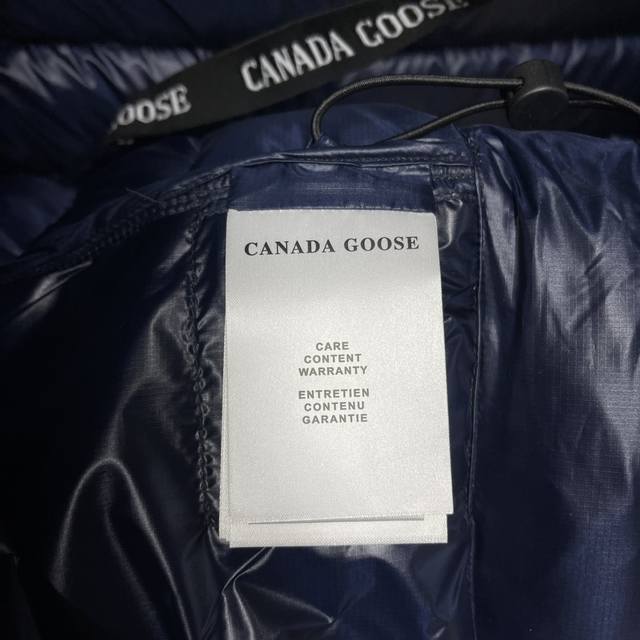 CANADA GOOSE
OOSE
CANADA GOOSE
CARE
CONTENT
WARRANTY
ENTRETIEN
CONTENU
GARANTIE